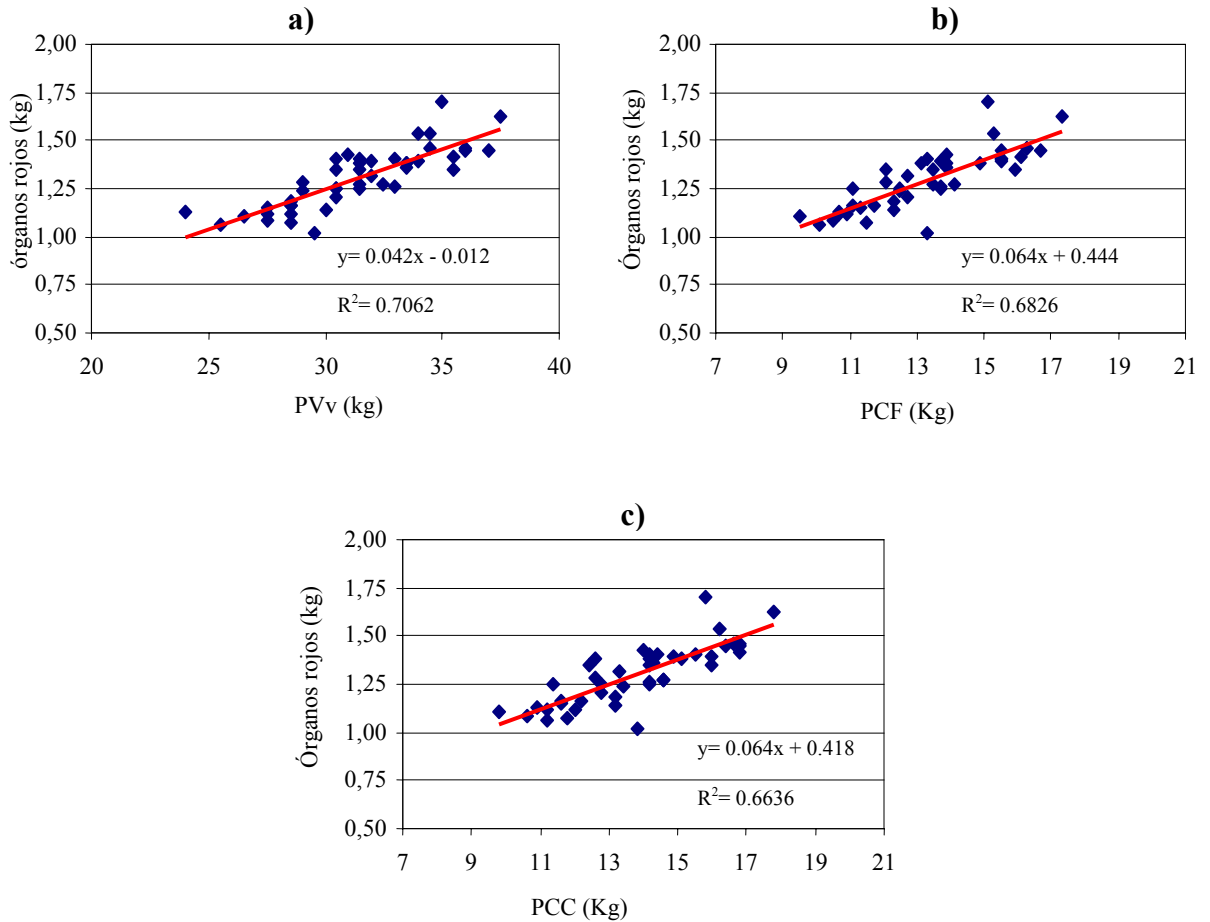 a)
2,00
1,75
1,50
1,25
1,00
0,75
0,50
órganos rojos (kg)
y= 0.042x - 0.012
R²= 0.7062
20 25 30 35 40
PVv (kg)
b)
2,00
1,75
1,50
1,25
1,00
0,75
0,50
Órganos rojos (kg)
y= 0.064x + 0.444
R²= 0.6826
7 9 11 13 15 17 19 21
PCF (Kg)
c)
2,00
1,75
1,50
1,25
1,00
0,75
0,50
Órganos rojos (kg)
y= 0.064x + 0.418
R²= 0.6636
7 9 11 13 15 17 19 21
PCC (Kg)